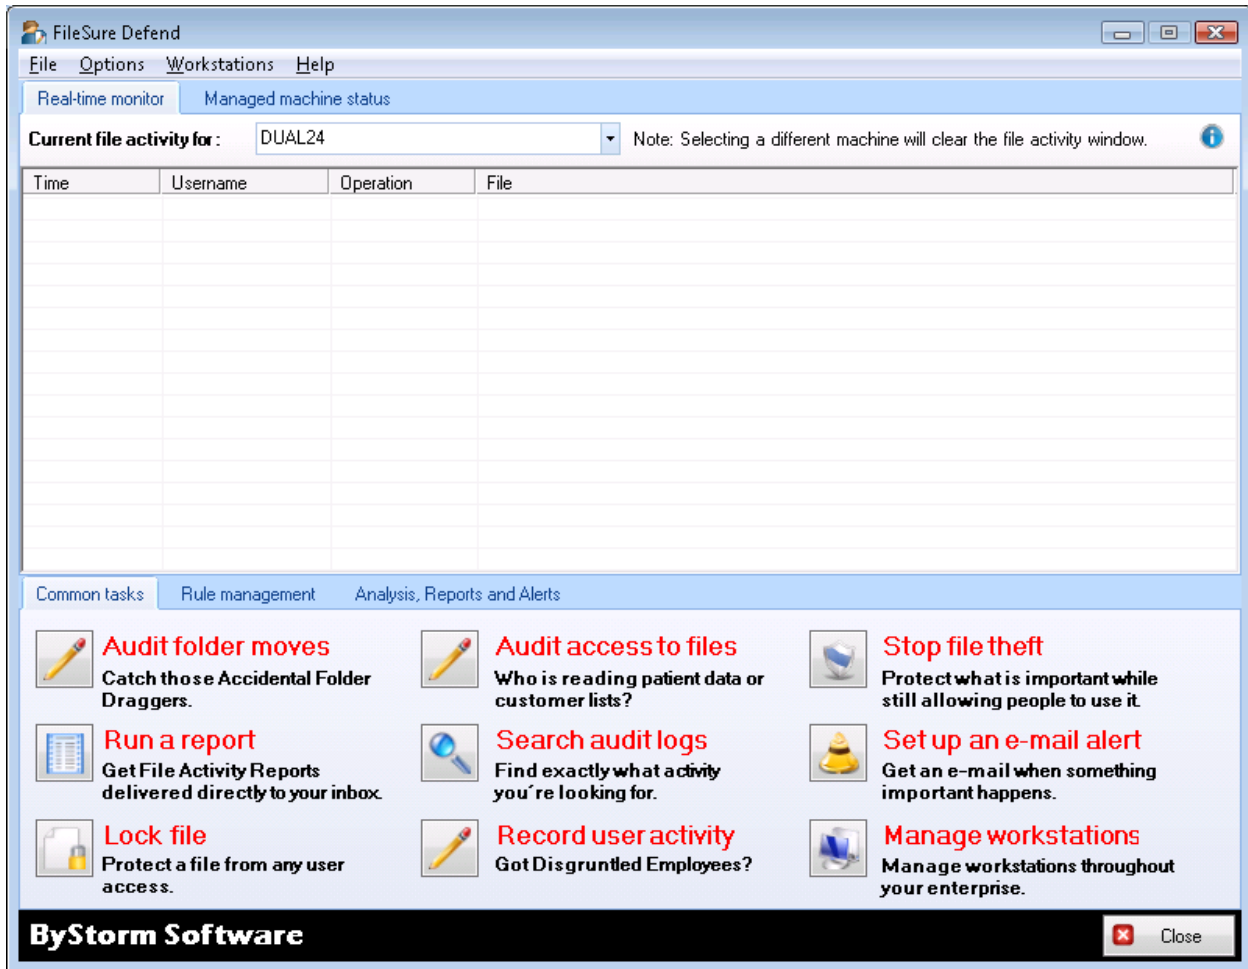 FileSure Defend
File Options Workstations Help
Real-time monitor Managed machine status
Current file activity for: DUAL24 Note: Selecting a different machine will clear the file activity window.
Time Username Operation File
Common tasks Rule management Analysis, Reports and Alerts
Audit folder moves
Catch those Accidental Folder
Draggers.
Audit access to files
Who is reading patient data or
customer lists?
Stop file theft
Protect what is important while
still allowing people to use it.
Run a report
Get File Activity Reports
delivered directly to your inbox.
Search audit logs
Find exactly what activity
you´re looking for.
Set up an e-mail alert
Get an e-mail when something
important happens.
Lock file
Protect a file from any user
access.
Record user activity
Got Disgruntled Employees?
Manage workstations
Manage workstations throughout
your enterprise.
ByStorm Software Close